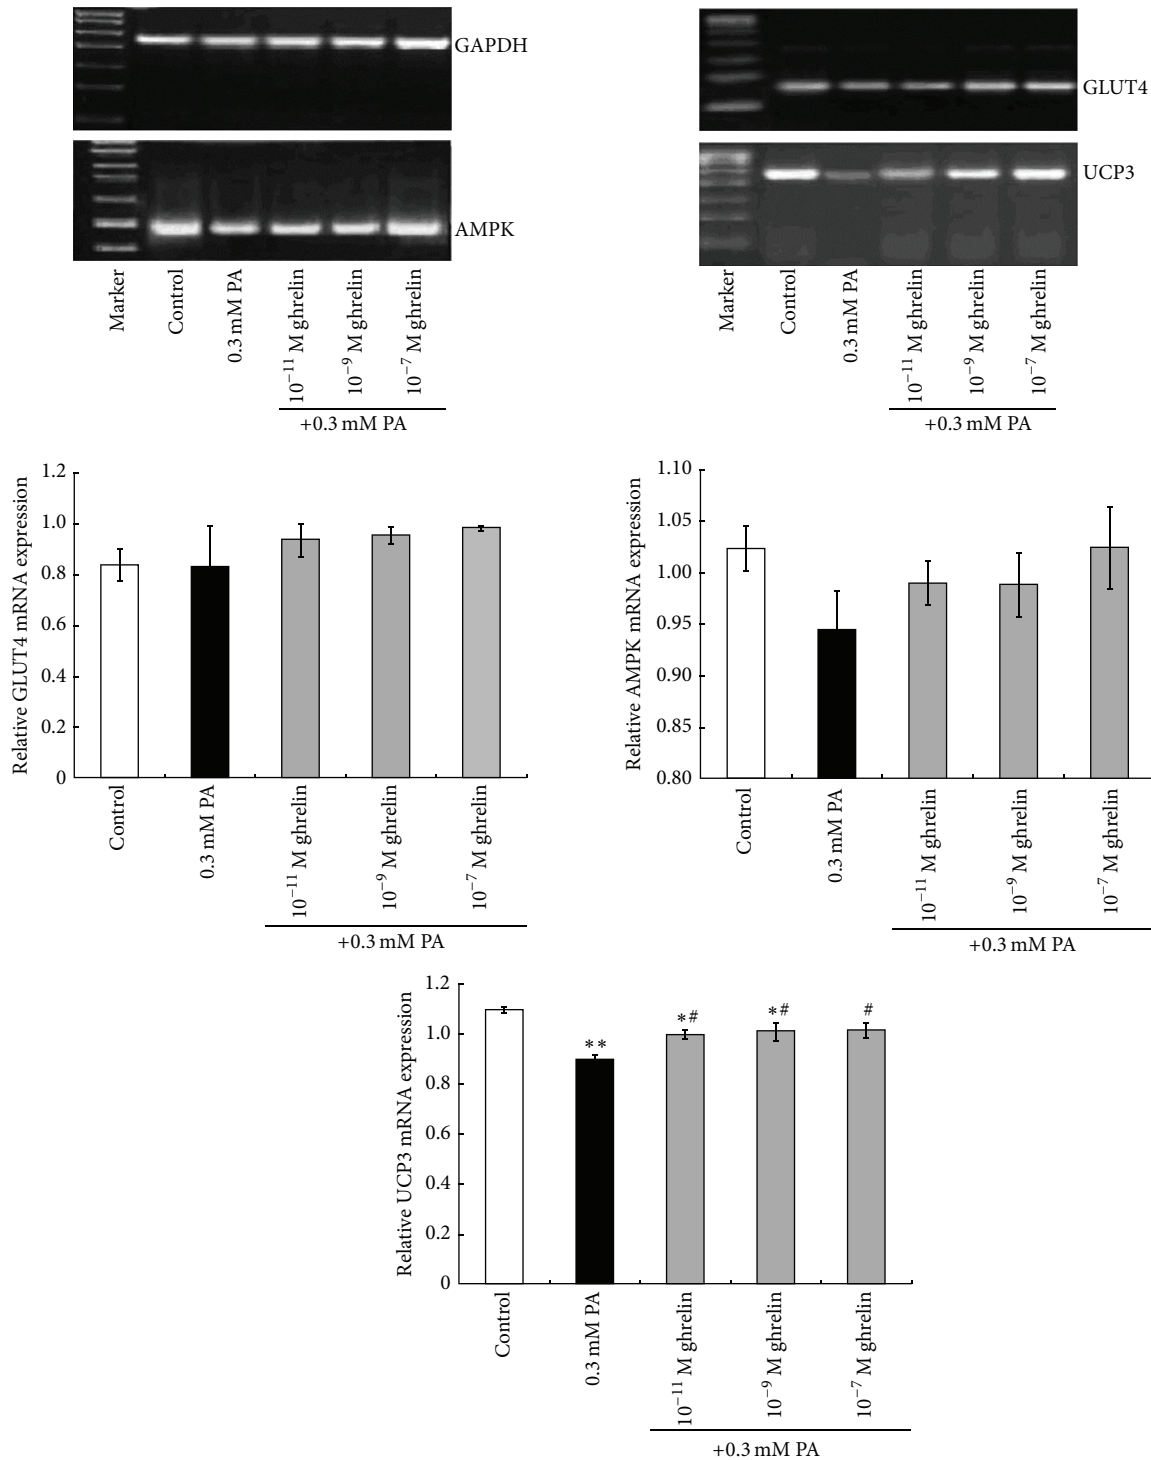 GAPDH
AMPK
Marker
Control
0.3 mM PA
10⁻¹¹ M ghrelin
10⁻⁹ M ghrelin
10⁻⁷ M ghrelin
+0.3 mM PA
GLUT4
UCP3
Marker
Control
0.3 mM PA
10⁻¹¹ M ghrelin
10⁻⁹ M ghrelin
10⁻⁷ M ghrelin
+0.3 mM PA
Relative GLUT4 mRNA expression
1.2
1.0
0.8
0.6
0.4
0.2
0
Control
0.3 mM PA
10⁻¹¹ M ghrelin
10⁻⁹ M ghrelin
10⁻⁷ M ghrelin
+0.3 mM PA
Relative AMPK mRNA expression
1.10
1.05
1.00
0.95
0.90
0.85
0.80
Control
0.3 mM PA
10⁻¹¹ M ghrelin
10⁻⁹ M ghrelin
10⁻⁷ M ghrelin
+0.3 mM PA
Relative UCP3 mRNA expression
1.2
1.0
0.8
0.6
0.4
0.2
0
**
*#
*#
#
Control
0.3 mM PA
10⁻¹¹ M ghrelin
10⁻⁹ M ghrelin
10⁻⁷ M ghrelin
+0.3 mM PA